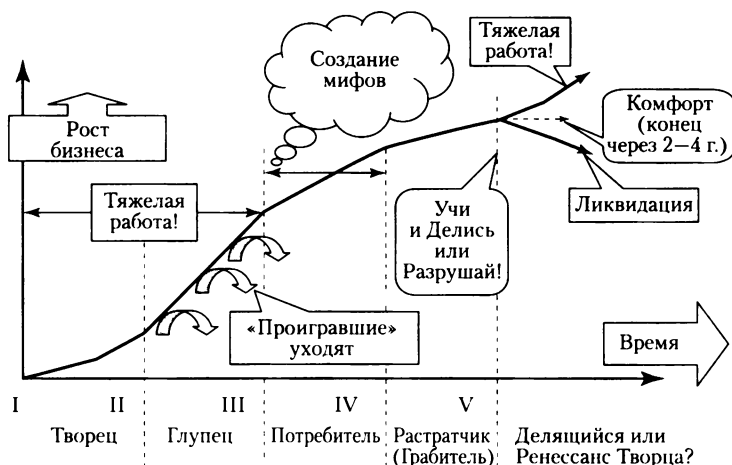 Создание
мифов
Тяжелая
работа!
Рост
бизнеса
Комфорт
(конец
через 2–4 г.)
Тяжелая
работа!
Учи
и Делись
или
Разрушай!
Ликвидация
«Проигравшие»
уходят
Время
I II III IV V
Творец Глупец Потребитель Растратчик Делящийся или
(Грабитель) Ренессанс Творца?